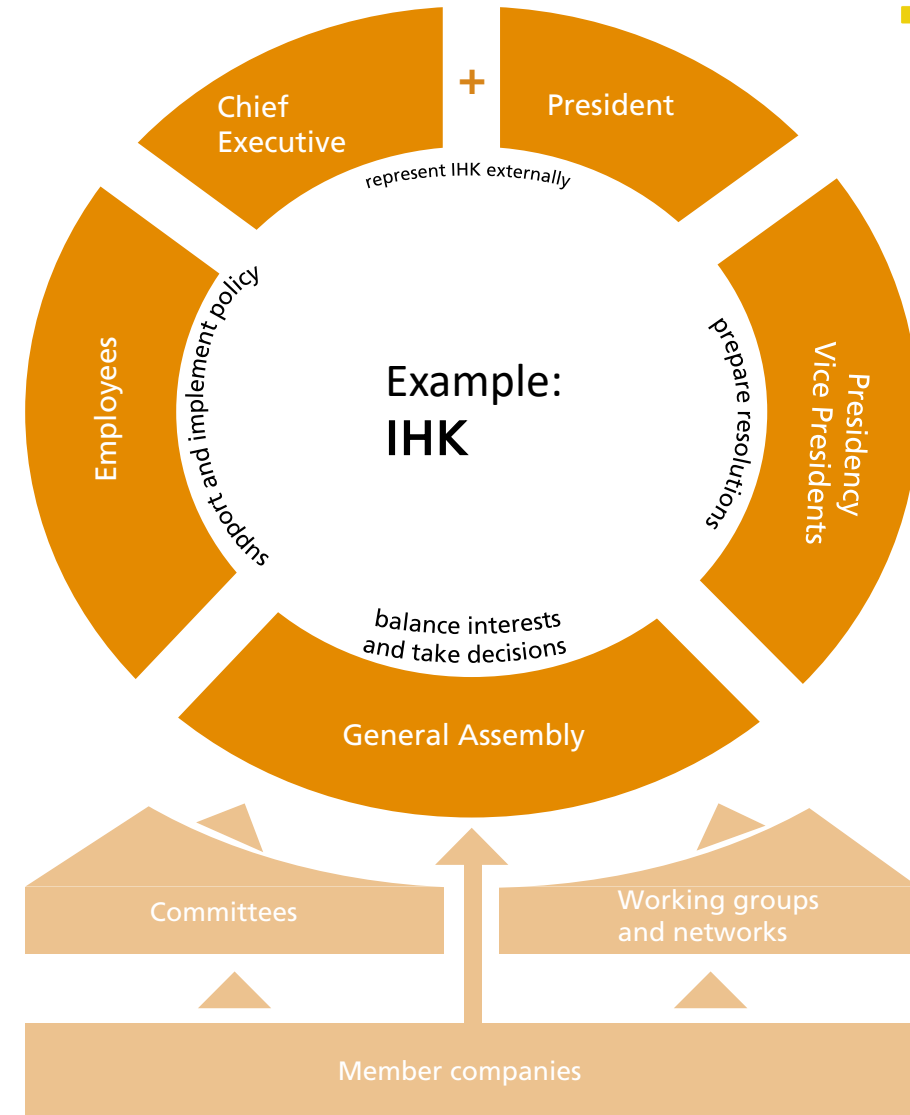 Chief
Executive
+
President
represent IHK externally
Employees
support and implement policy
Example:
IHK
prepare resolutions
Presidency
Vice Presidents
balance interests
and take decisions
General Assembly
Committees
Working groups
and networks
Member companies